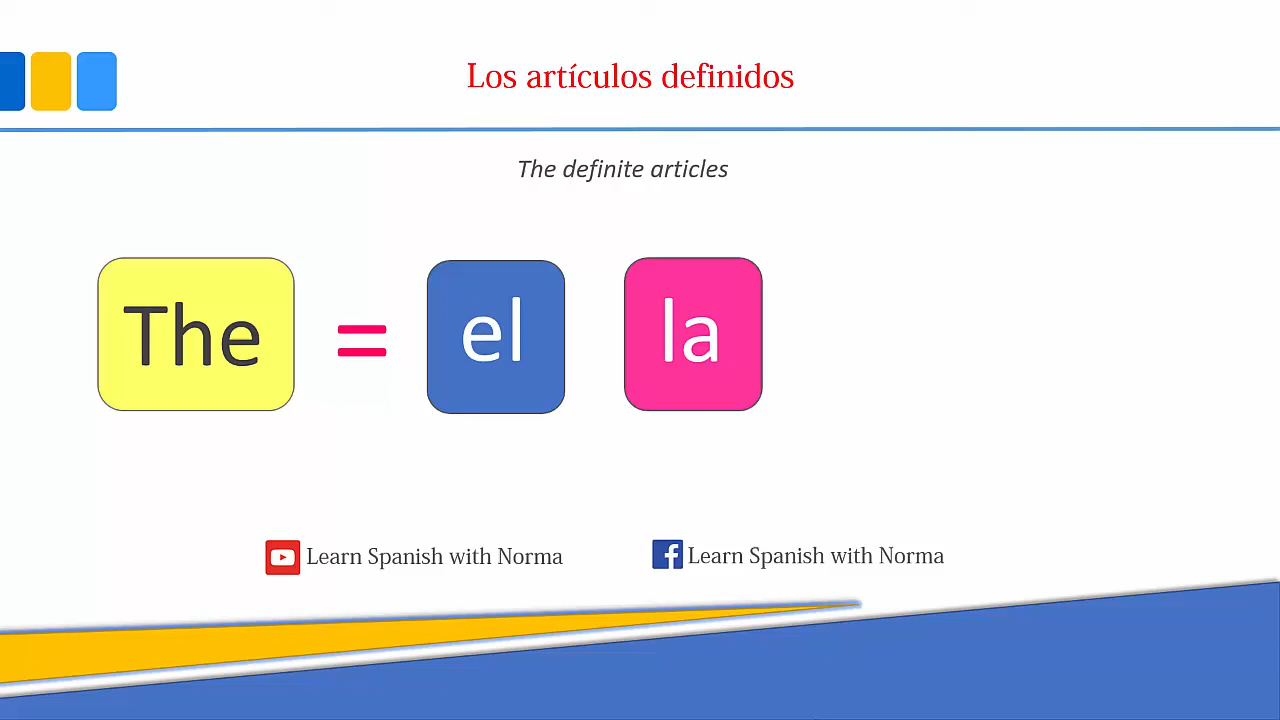 Los artículos definidos
The definite articles
The = el la
Learn Spanish with Norma
Learn Spanish with Norma